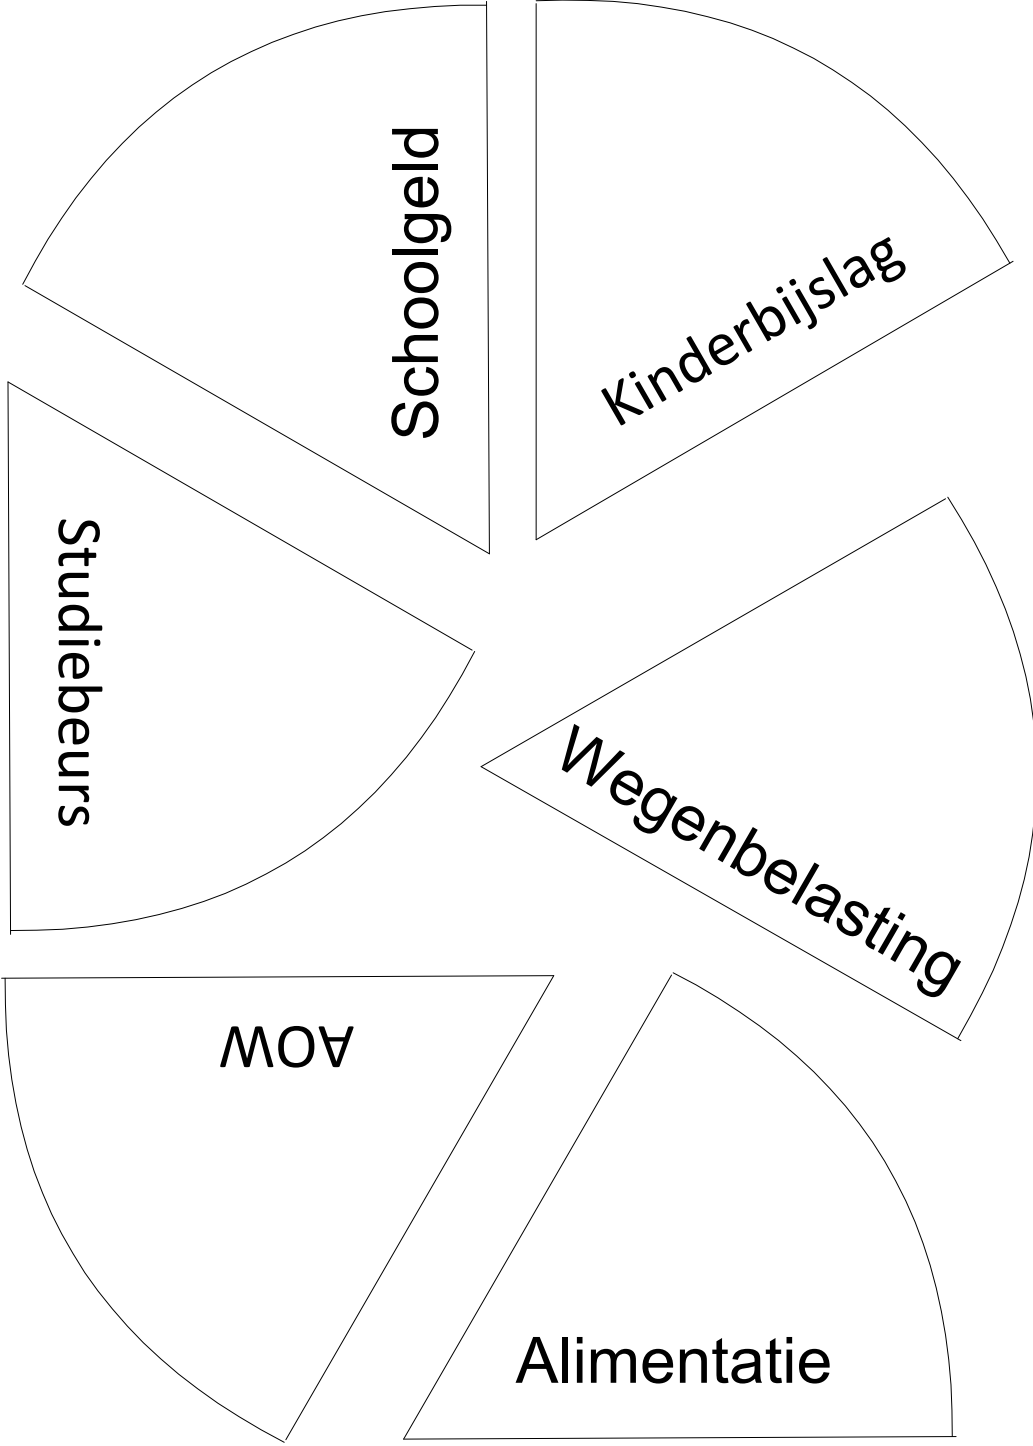 Schoolgeld
Kinderbijslag
Studiebeurs
Wegenbelasting
AOW
Alimentatie